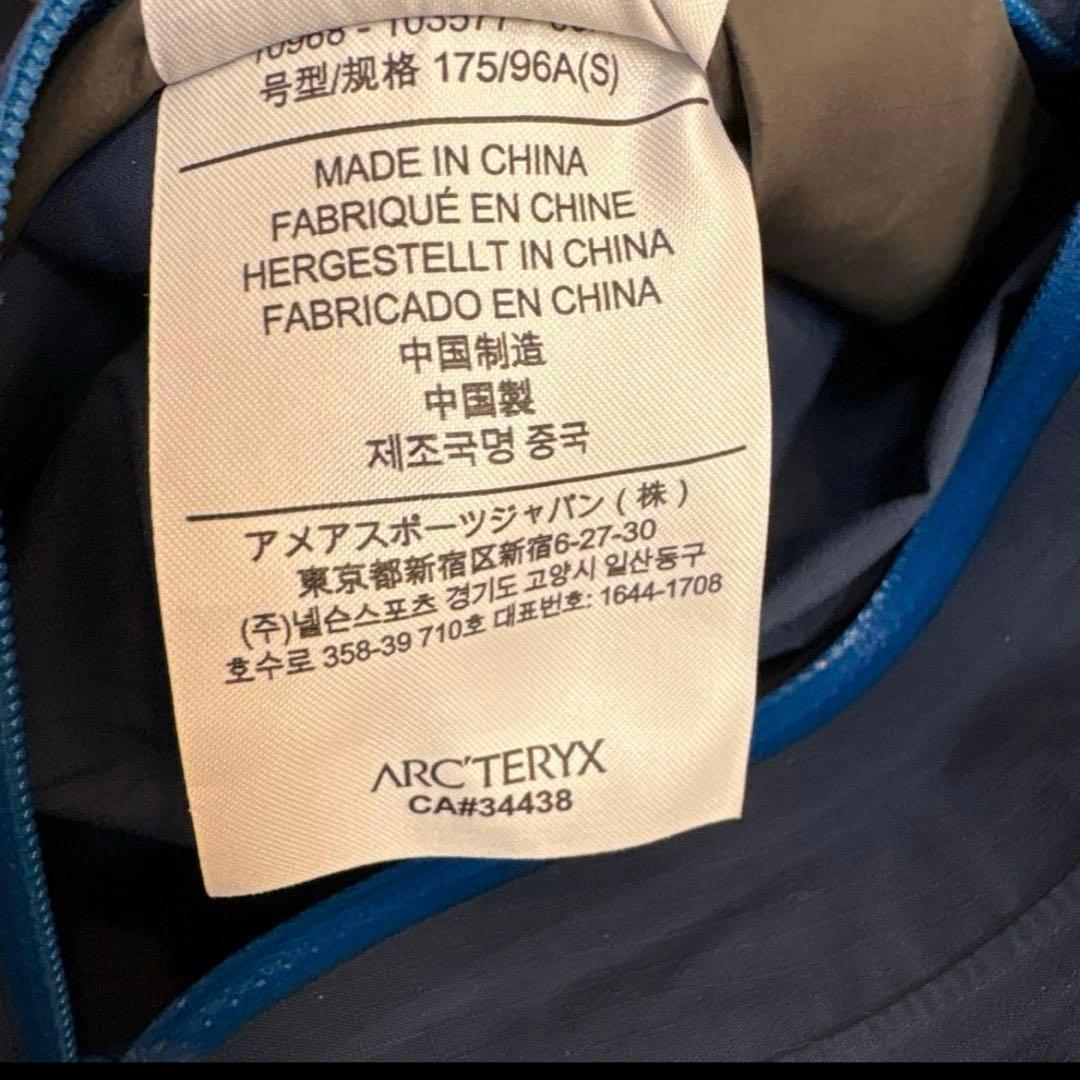 号型/规格 175/96A(S)
MADE IN CHINA
FABRIQUÉ EN CHINE
HERGESTELLT IN CHINA
FABRICADO EN CHINA
中国制造
中国製
제조국명 중국
アメアスポーツジャパン ( 株 )
東京都新宿区新宿6-27-30
(주)넬슨스포츠 경기도 고양시 일산동구
호수로 358-39 710호 대표번호: 1644-1708
ARC'TERYX
CA#34438